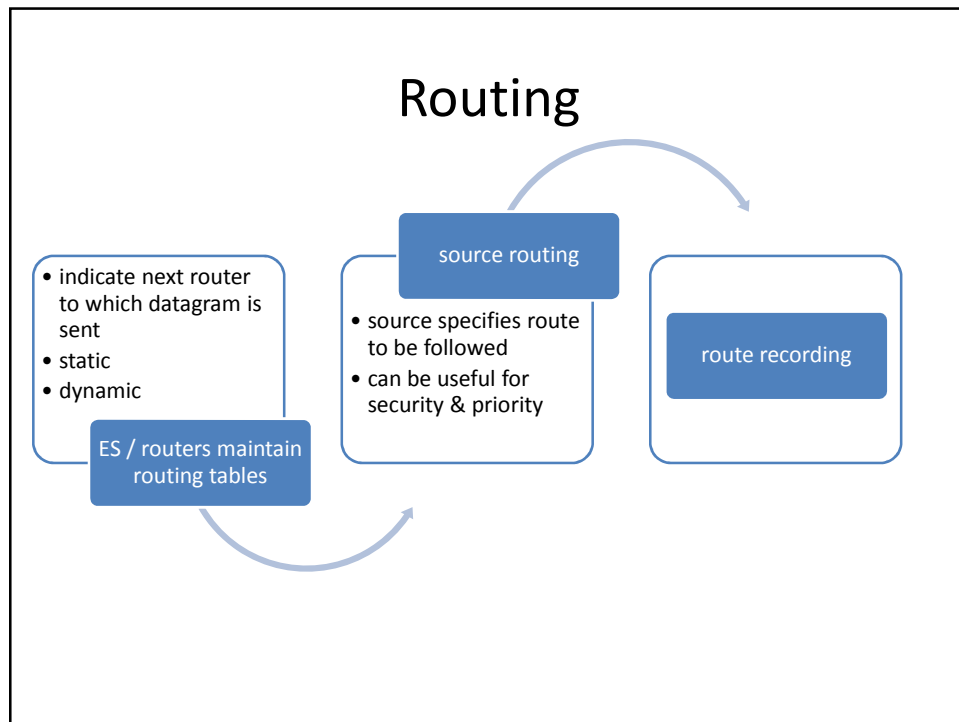 Routing
• indicate next router
to which datagram is
sent
• static
• dynamic
ES / routers maintain
routing tables
source routing
• source specifies route
to be followed
• can be useful for
security & priority
route recording